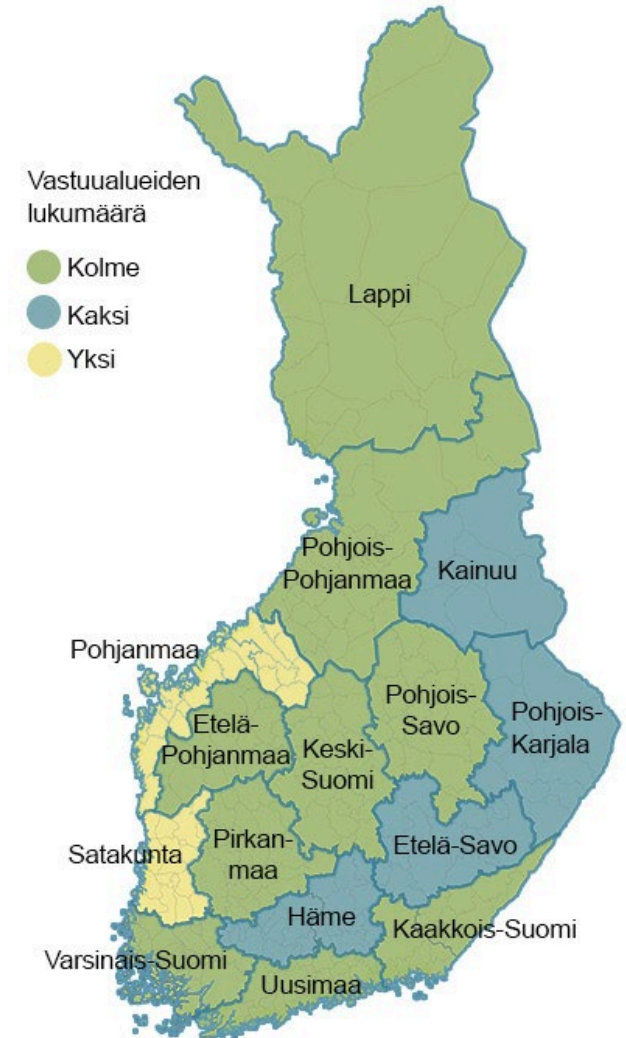 Vastuualueiden
lukumäärä
Kolme
Kaksi
Yksi
Lappi
Pohjois-
Pohjanmaa
Kainuu
Pohjanmaa
Etelä-
Pohjanmaa
Keski-
Suomi
Pohjois-
Savo
Pohjois-
Karjala
Satakunta
Pirkan-
maa
Etelä-Savo
Häme
Kaakkois-Suomi
Varsinais-Suomi
Uusimaa